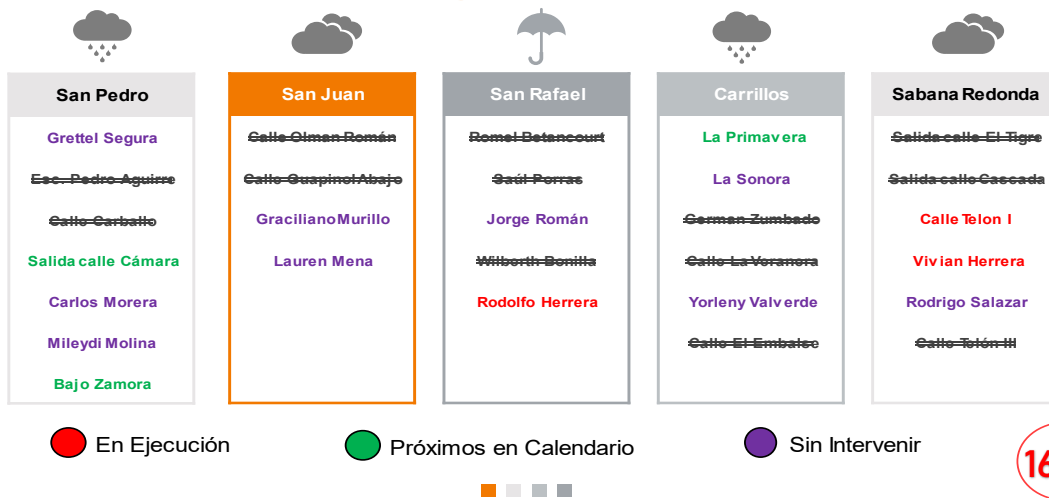 San Pedro
Grettel Segura
Esc. Pedro Aguirre
Calle Carballo
Salida calle Cámara
Carlos Morera
Mileydi Molina
Bajo Zamora
San Juan
Calle Olman Román
Calle Guapinol Abajo
Graciliano Murillo
Lauren Mena
San Rafael
Romel Betancourt
Saúl Porras
Jorge Román
Wilberth Bonilla
Rodolfo Herrera
Carrillos
La Primavera
La Sonora
German Zumbado
Calle La Veranera
Yorleny Valverde
Calle El Embalse
Sabana Redonda
Salida calle El Tigre
Salida calle Cascada
Calle Telon I
Vivian Herrera
Rodrigo Salazar
Calle Telón III
En Ejecución
Próximos en Calendario
Sin Intervenir